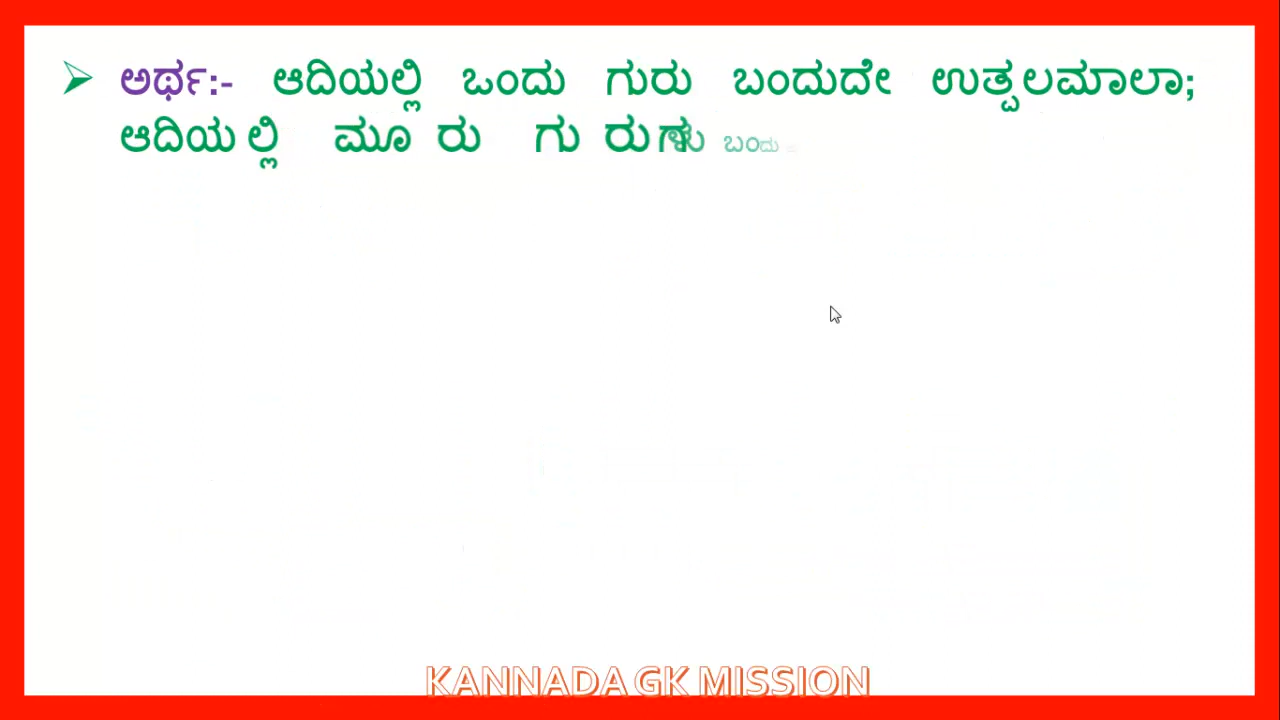 ➢ ಅರ್ಥ:- ಆದಿಯಲ್ಲಿ ಒಂದು ಗುರು ಬಂದುದೇ ಉತ್ಪಲಮಾಲಾ;
ಆದಿಯಲ್ಲಿ ಮೂರು ಗುರುಗಳು ಬಂದು
KANNADA GK MISSION